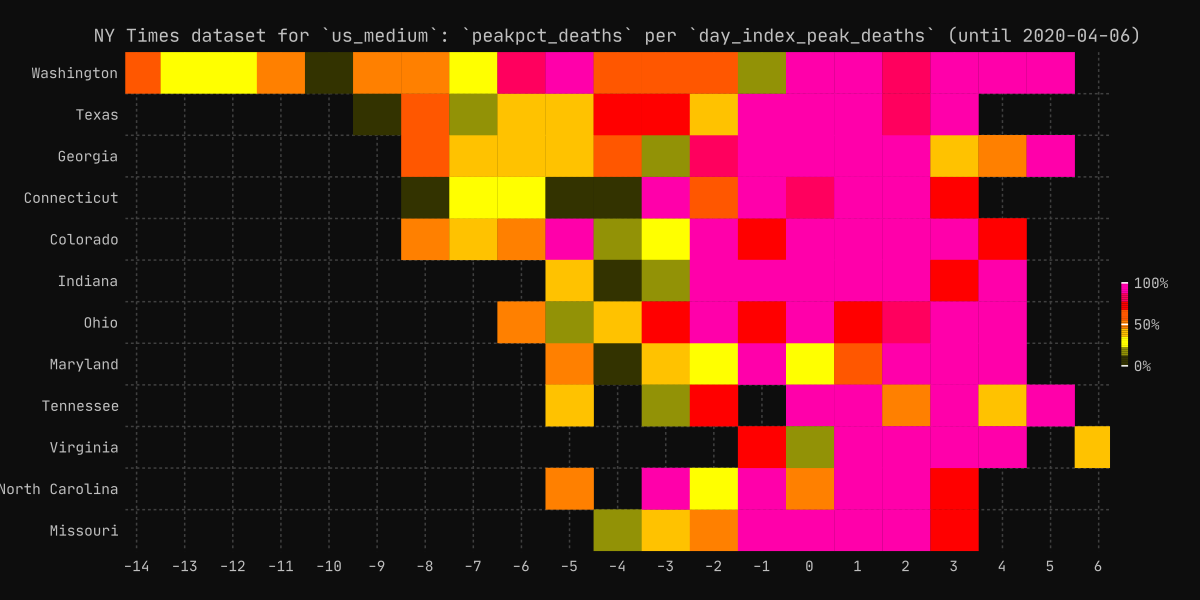 NY Times dataset for `us_medium`: `peakpct_deaths` per `day_index_peak_deaths` (until 2020-04-06)
Washington
Texas
Georgia
Connecticut
Colorado
Indiana
Ohio
Maryland
Tennessee
Virginia
North Carolina
Missouri
100%
50%
0%
-14 -13 -12 -11 -10 -9 -8 -7 -6 -5 -4 -3 -2 -1 0 1 2 3 4 5 6